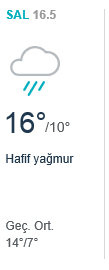 SAL 16.5
16°/10°
Hafif yağmur
Geç. Ort.
14°/7°